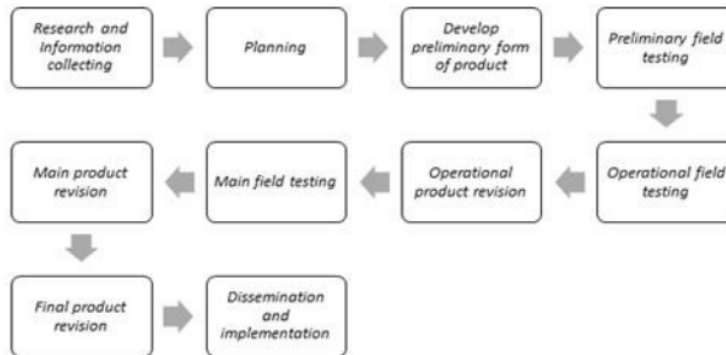 Research and
Information
collecting
Planning
Develop
preliminary form
of product
Preliminary field
testing
Operational field
testing
Operational
product revision
Main field testing
Main product
revision
Final product
revision
Dissemination
and
implementation